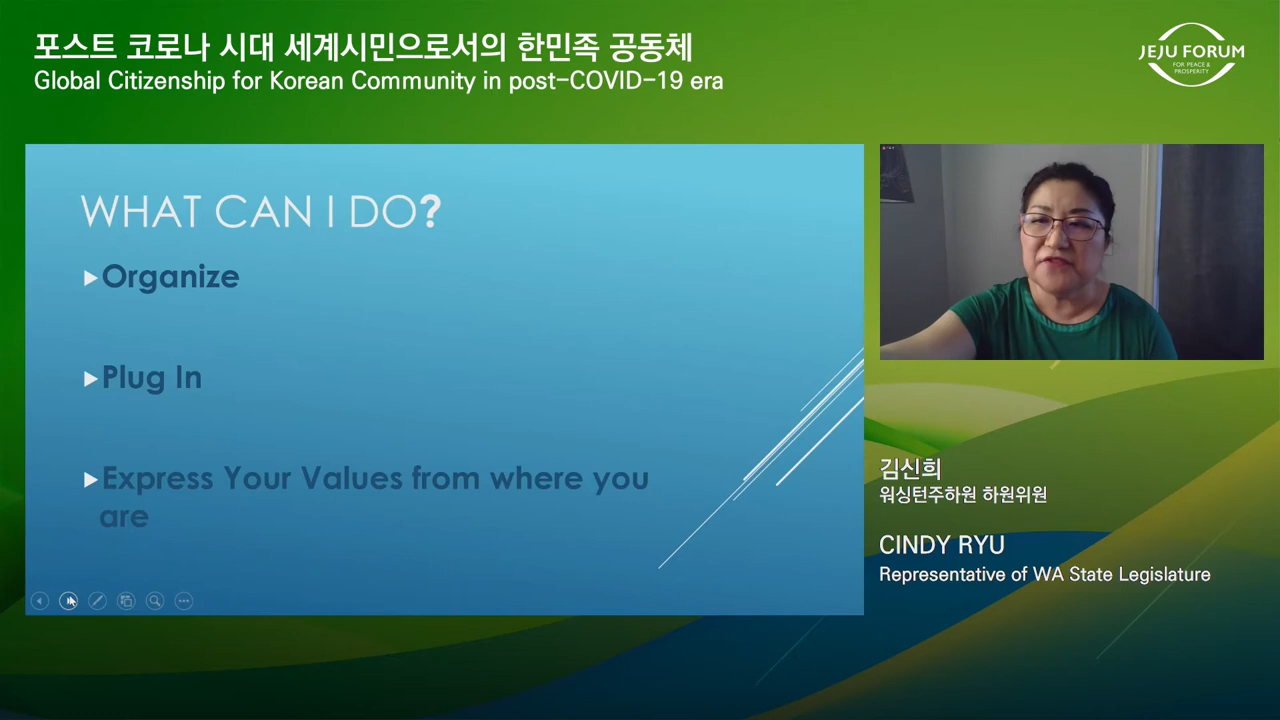 포스트 코로나 시대 세계시민으로서의 한민족 공동체
Global Citizenship for Korean Community in post-COVID-19 era
JEJU FORUM
FOR PEACE &
PROSPERITY
WHAT CAN I DO?
Organize
Plug In
Express Your Values from where you
are
김신희
워싱턴주하원 하원위원
CINDY RYU
Representative of WA State Legislature